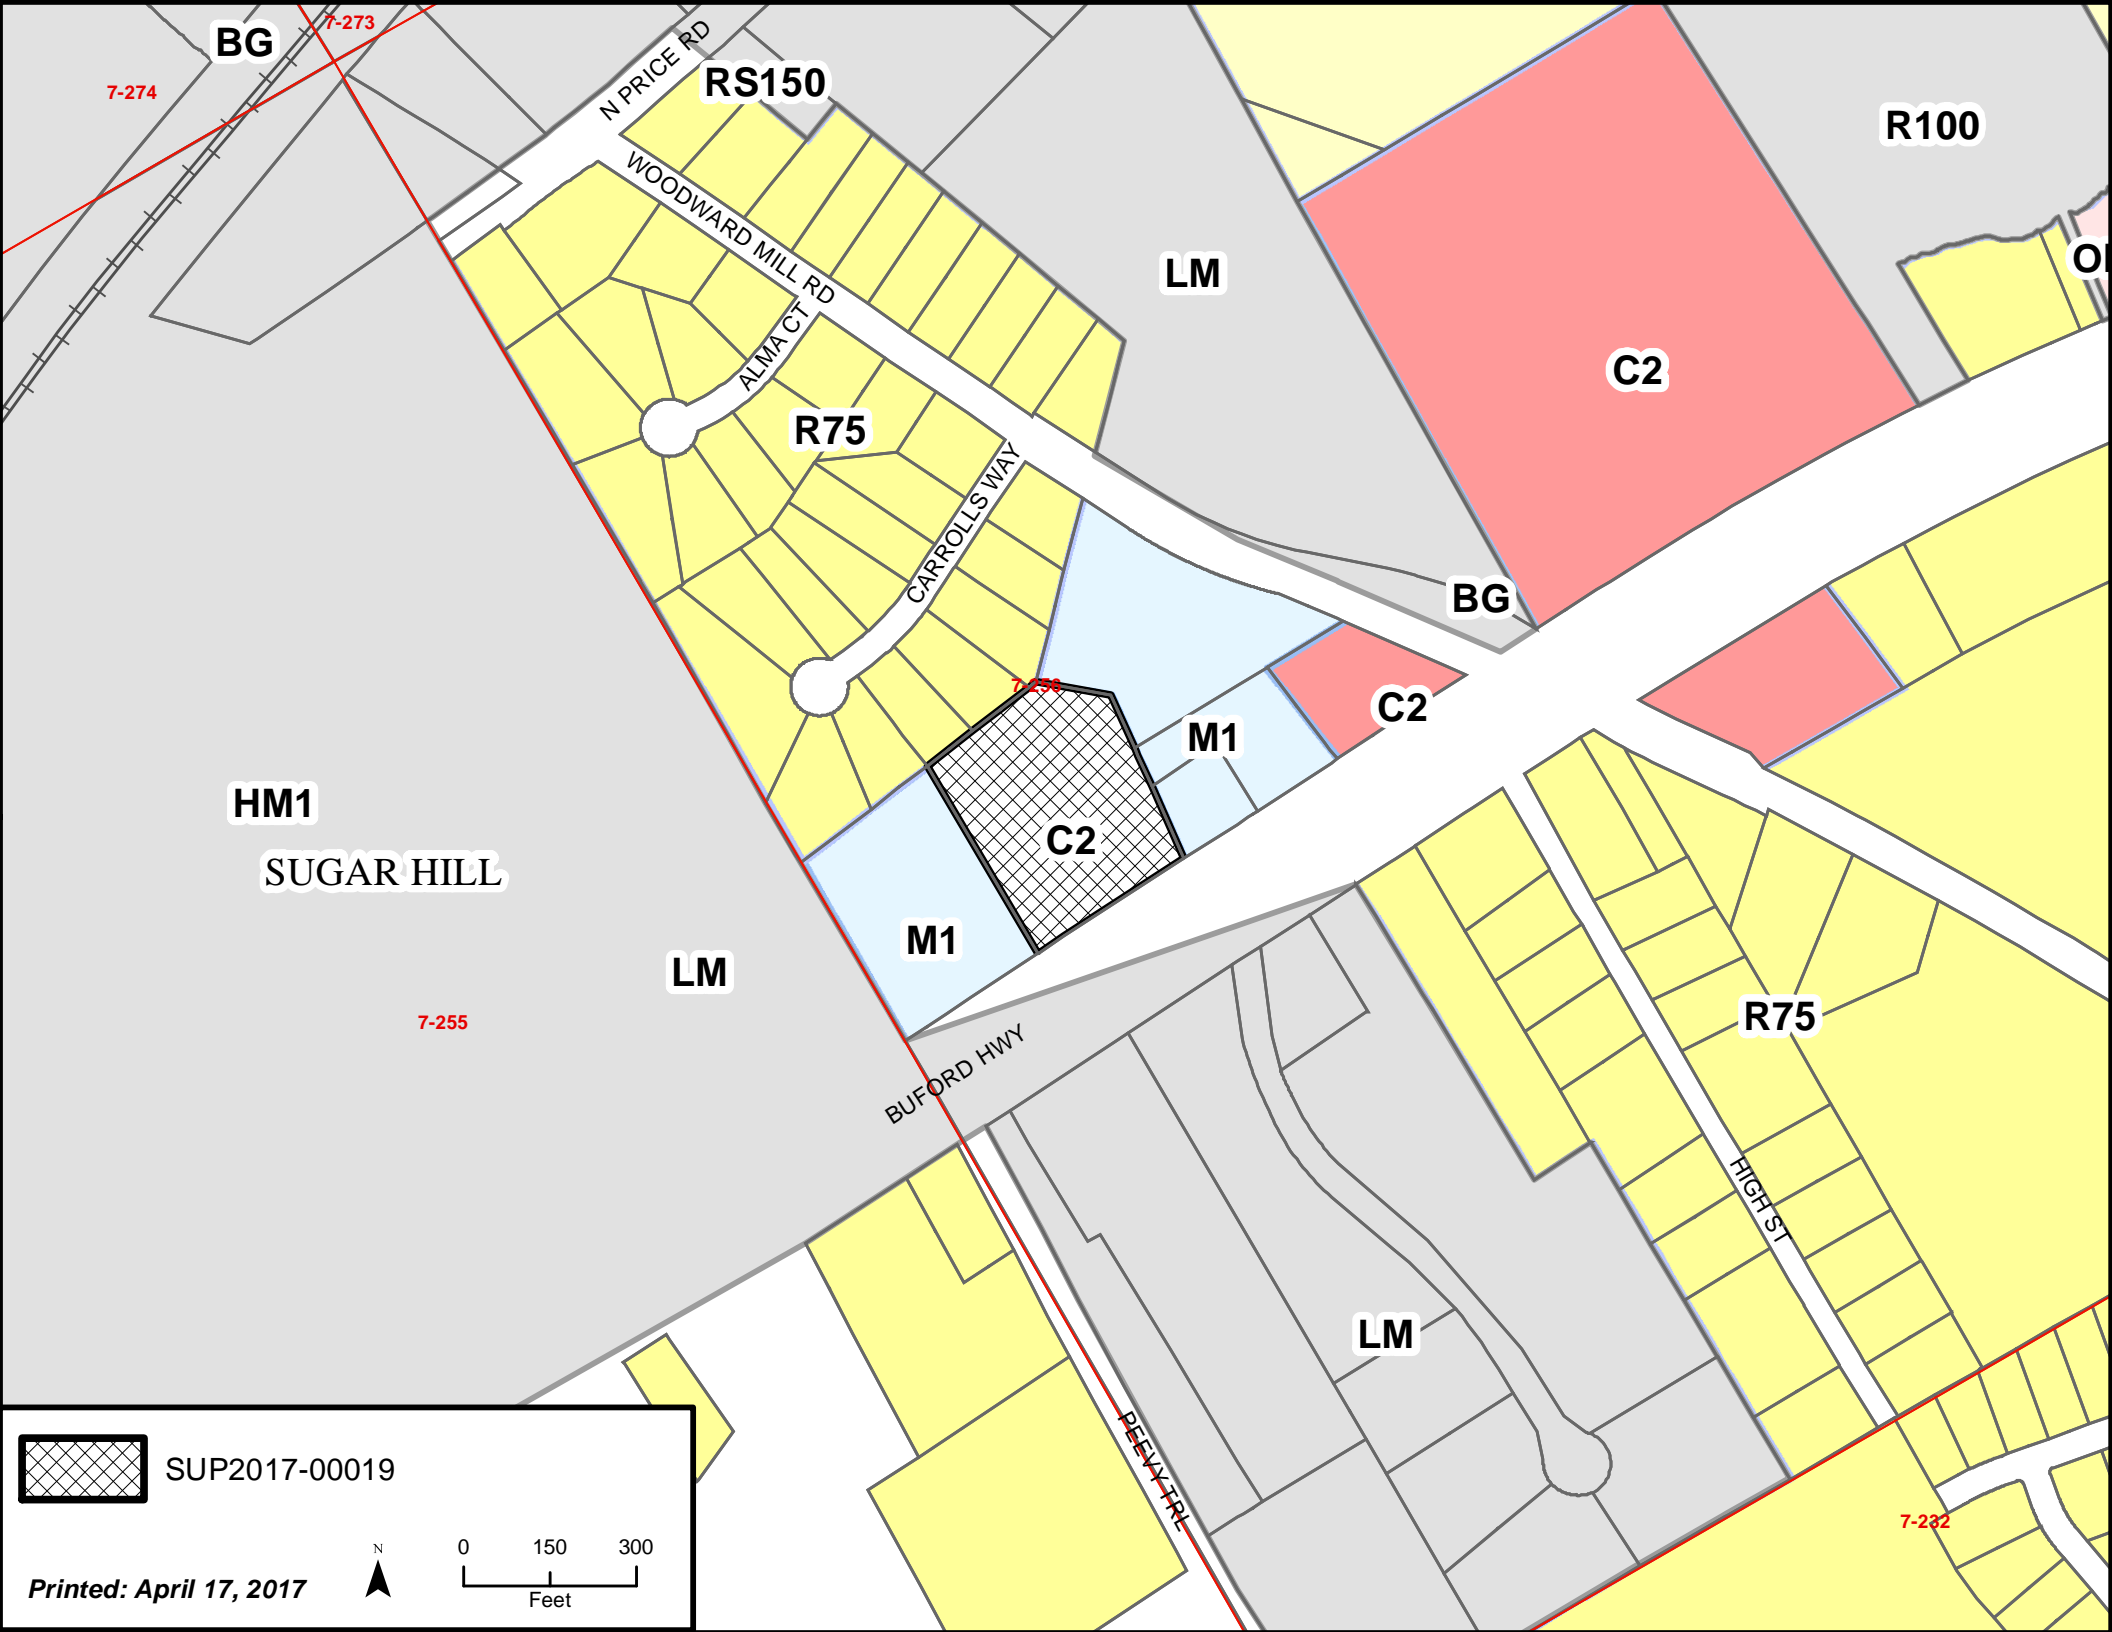 7-273
BG
7-274
N PRICE RD
RS150
R100
WOODWARD MILL RD
LM
ALMA CT
C2
R75
CARROLLS WAY
BG
7-256
C2
M1
HM1
C2
SUGAR HILL
M1
LM
7-255
R75
BUFORD HWY
HIGH ST
LM
PEEVY TRL
7-232
SUP2017-00019
N
0 150 300
Feet
Printed: April 17, 2017